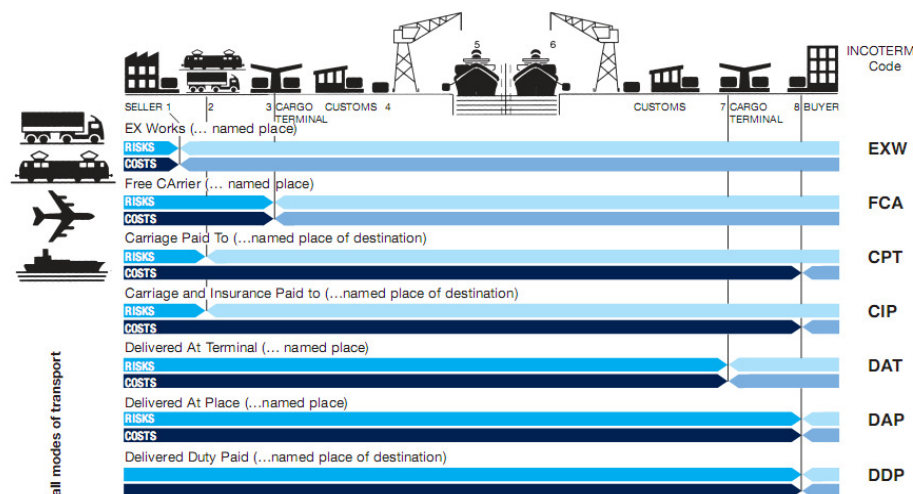 5 6
INCOTERM
Code
SELLER 1 2 3 CARGO TERMINAL CUSTOMS 4 CUSTOMS 7 CARGO TERMINAL 8 BUYER
EX Works (... named place)
RISKS
COSTS
EXW
Free CArrier (... named place)
RISKS
COSTS
FCA
Carriage Paid To (...named place of destination)
RISKS
COSTS
CPT
Carriage and Insurance Paid to (...named place of destination)
RISKS
COSTS
CIP
Delivered At Terminal (... named place)
RISKS
COSTS
DAT
Delivered At Place (...named place)
RISKS
COSTS
DAP
Delivered Duty Paid (...named place of destination)
DDP
all modes of transport